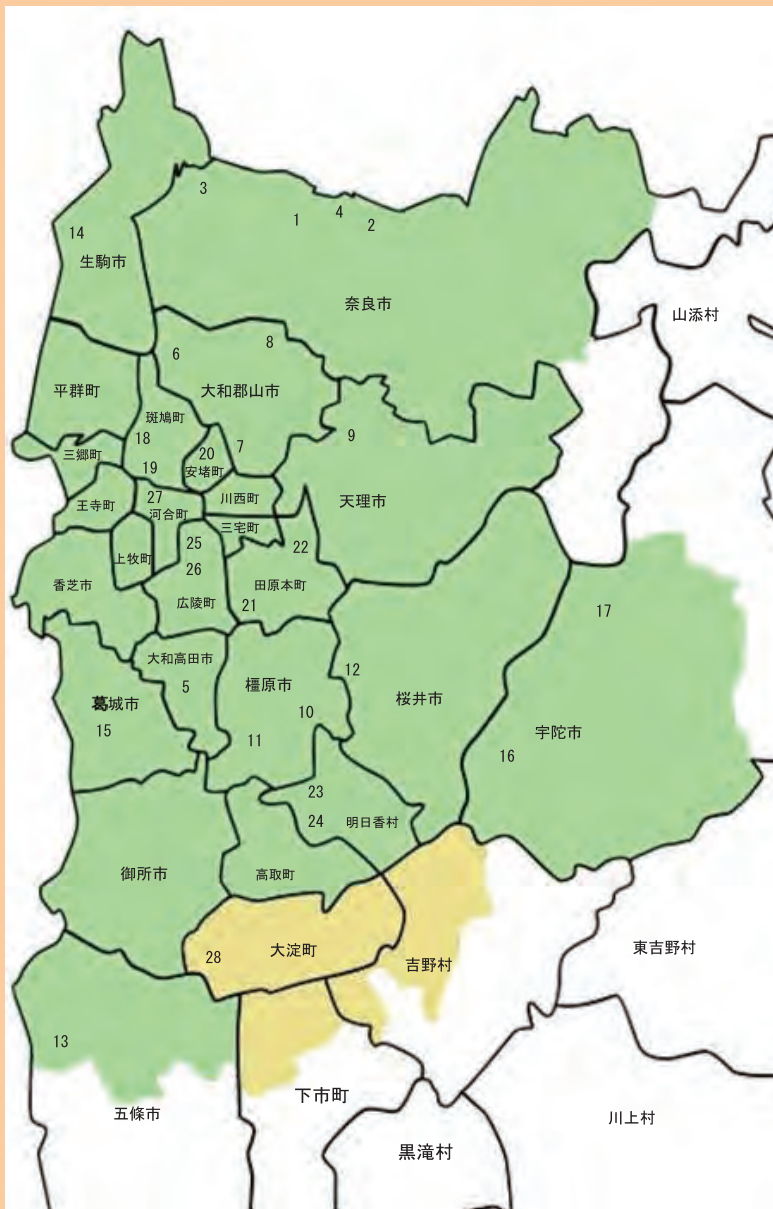 3
1
4
2
14
生駒市
奈良市
山添村
6
8
平群町
大和郡山市
斑鳩町
18
20
7
9
三郷町
19
安堵町
王寺町
27
河合町
川西町
天理市
三宅町
上牧町
25
22
香芝市
26
田原本町
広陵町
21
17
大和高田市
5
橿原市
12
桜井市
葛城市
15
10
11
宇陀市
16
23
24
明日香村
御所市
高取町
28
大淀町
吉野村
東吉野村
13
五條市
下市町
川上村
黒滝村